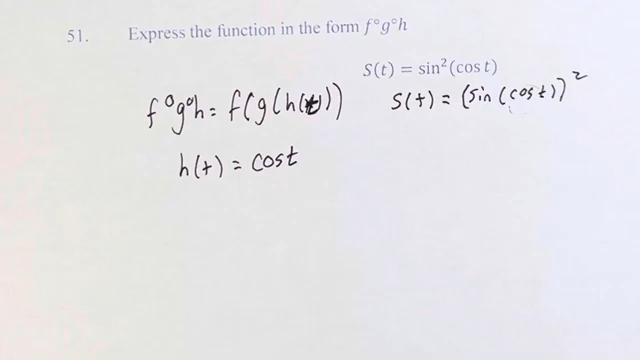 51. Express the function in the form f°g°h
S(t) = sin²(cos t)
f°g°h = f(g(h(t))) S(t) = (sin(cos t))²
h(t) = cos t